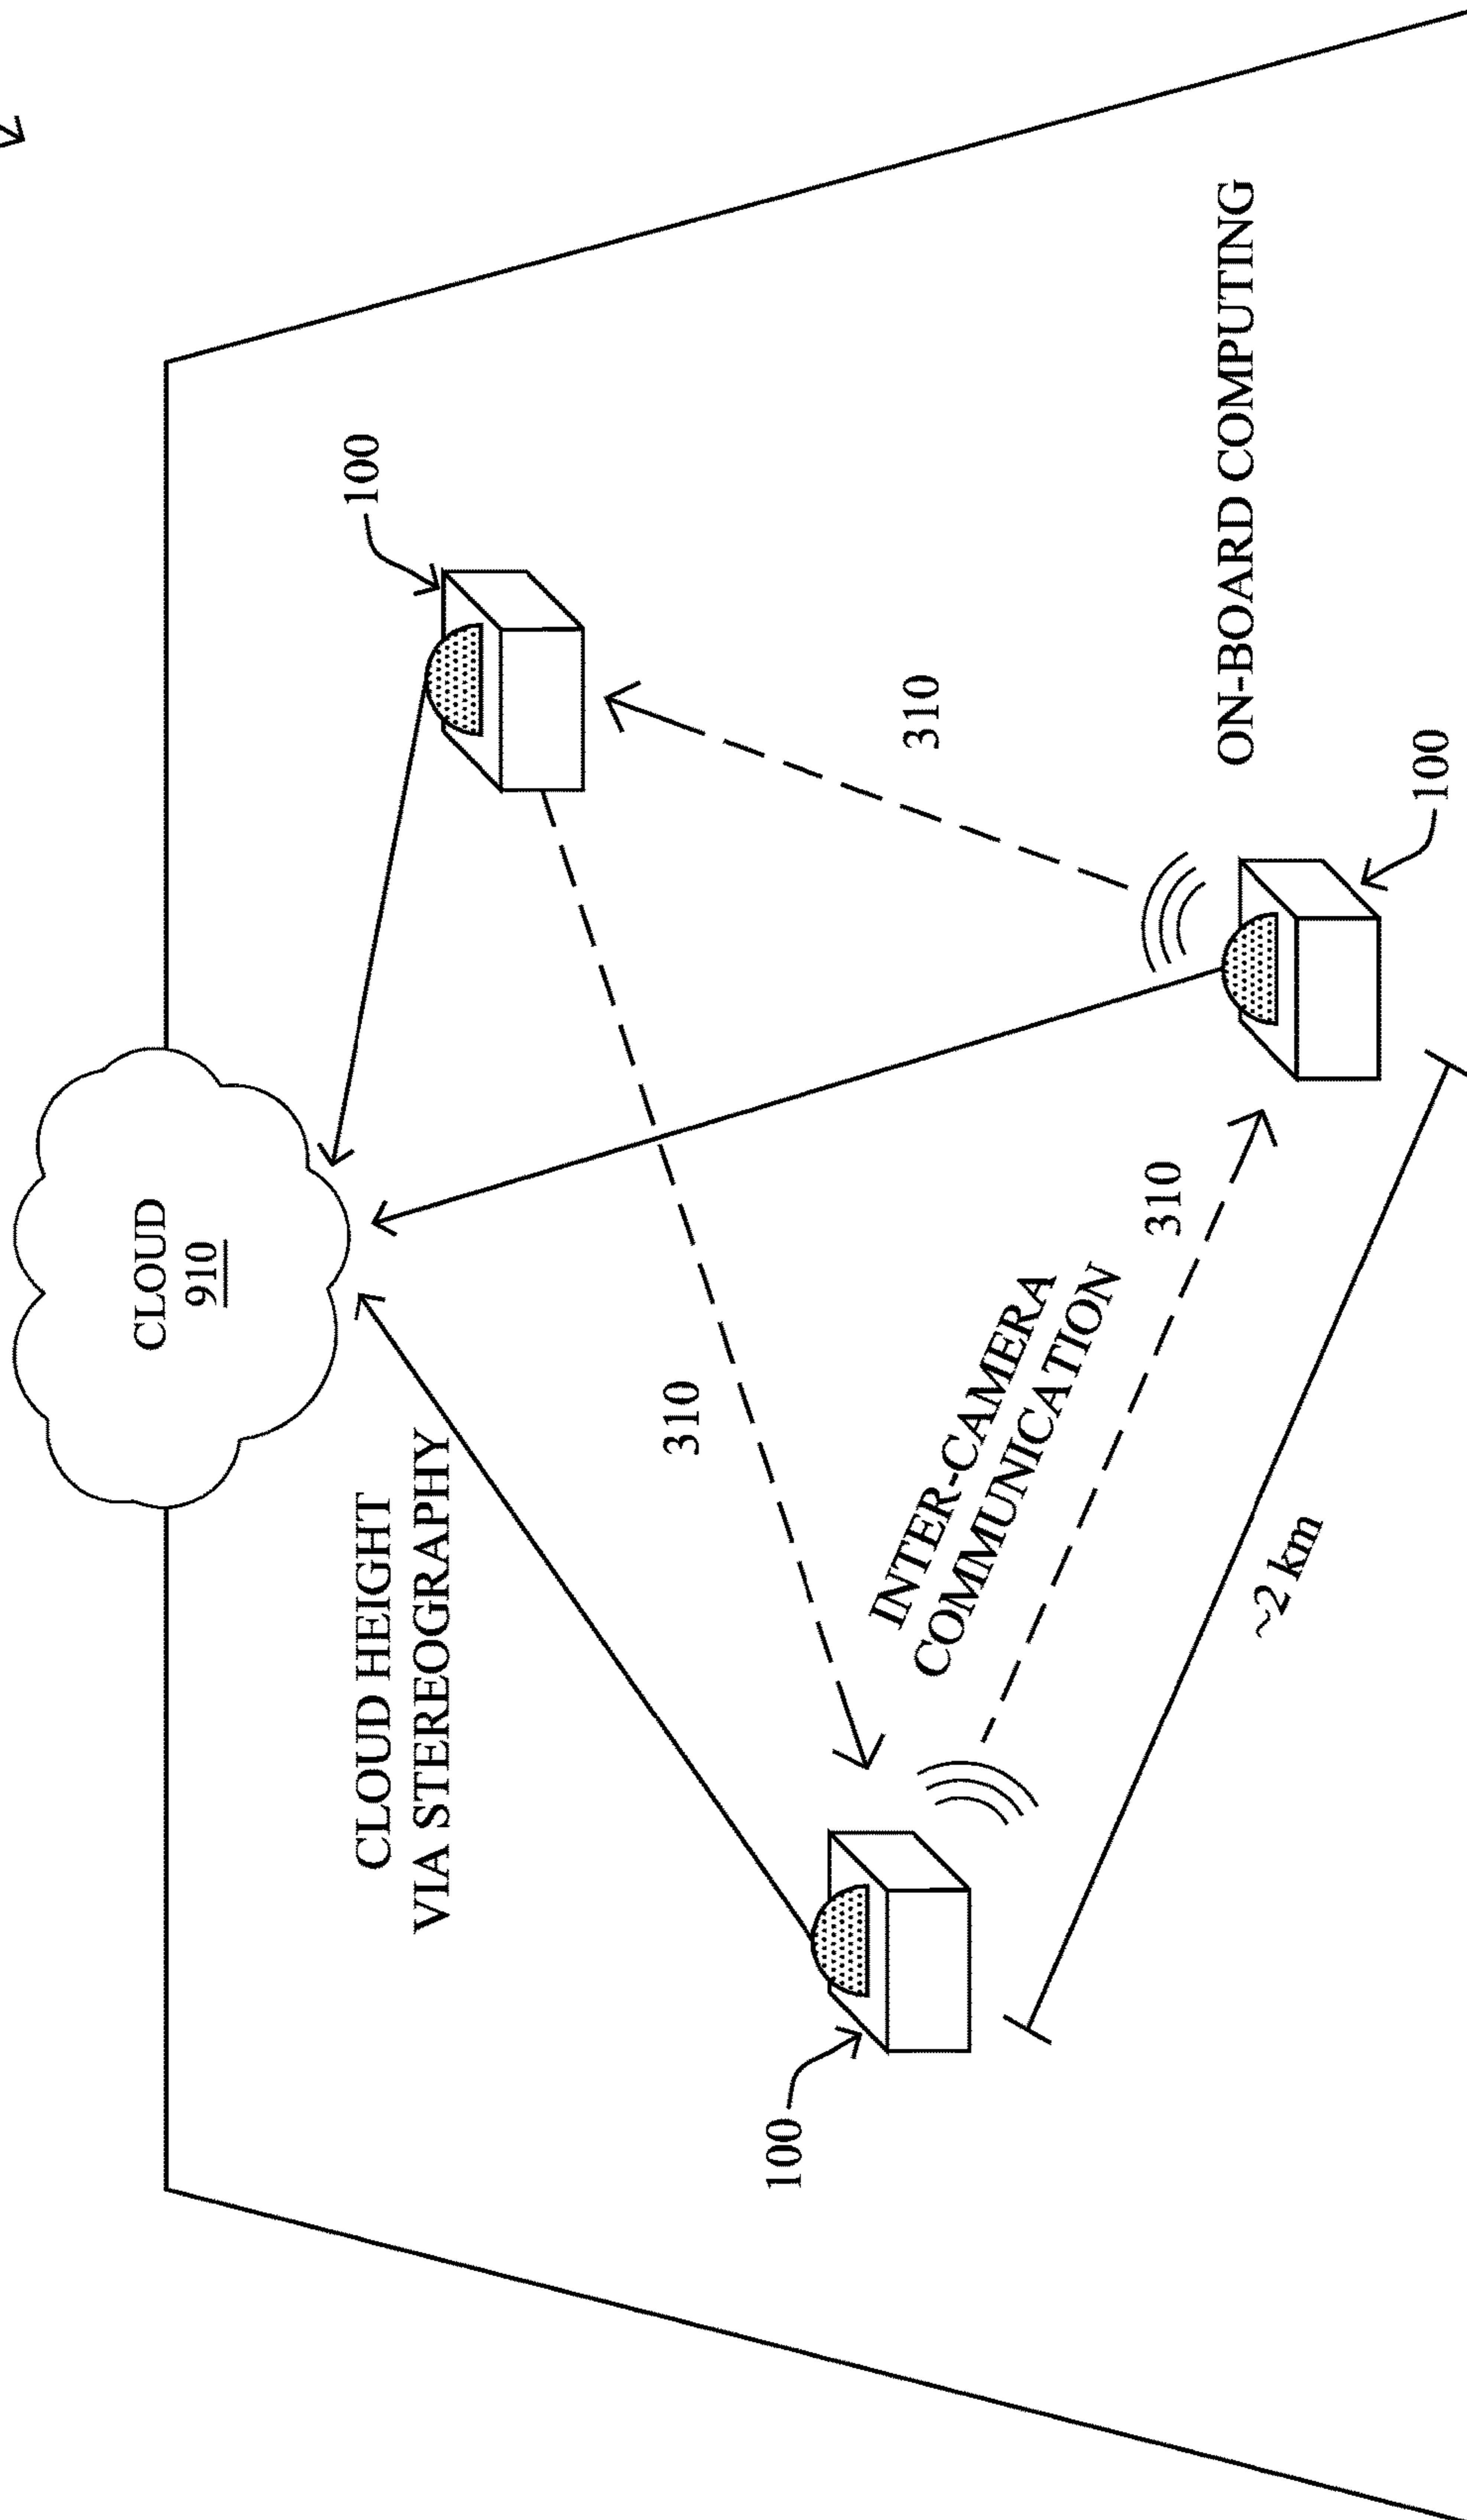 CLOUD
910
CLOUD HEIGHT
VIA STEREOGRAPHY
100
310
100
310
INTER-CAMERA
COMMUNICATION
310
ON-BOARD COMPUTING
~2 km
100